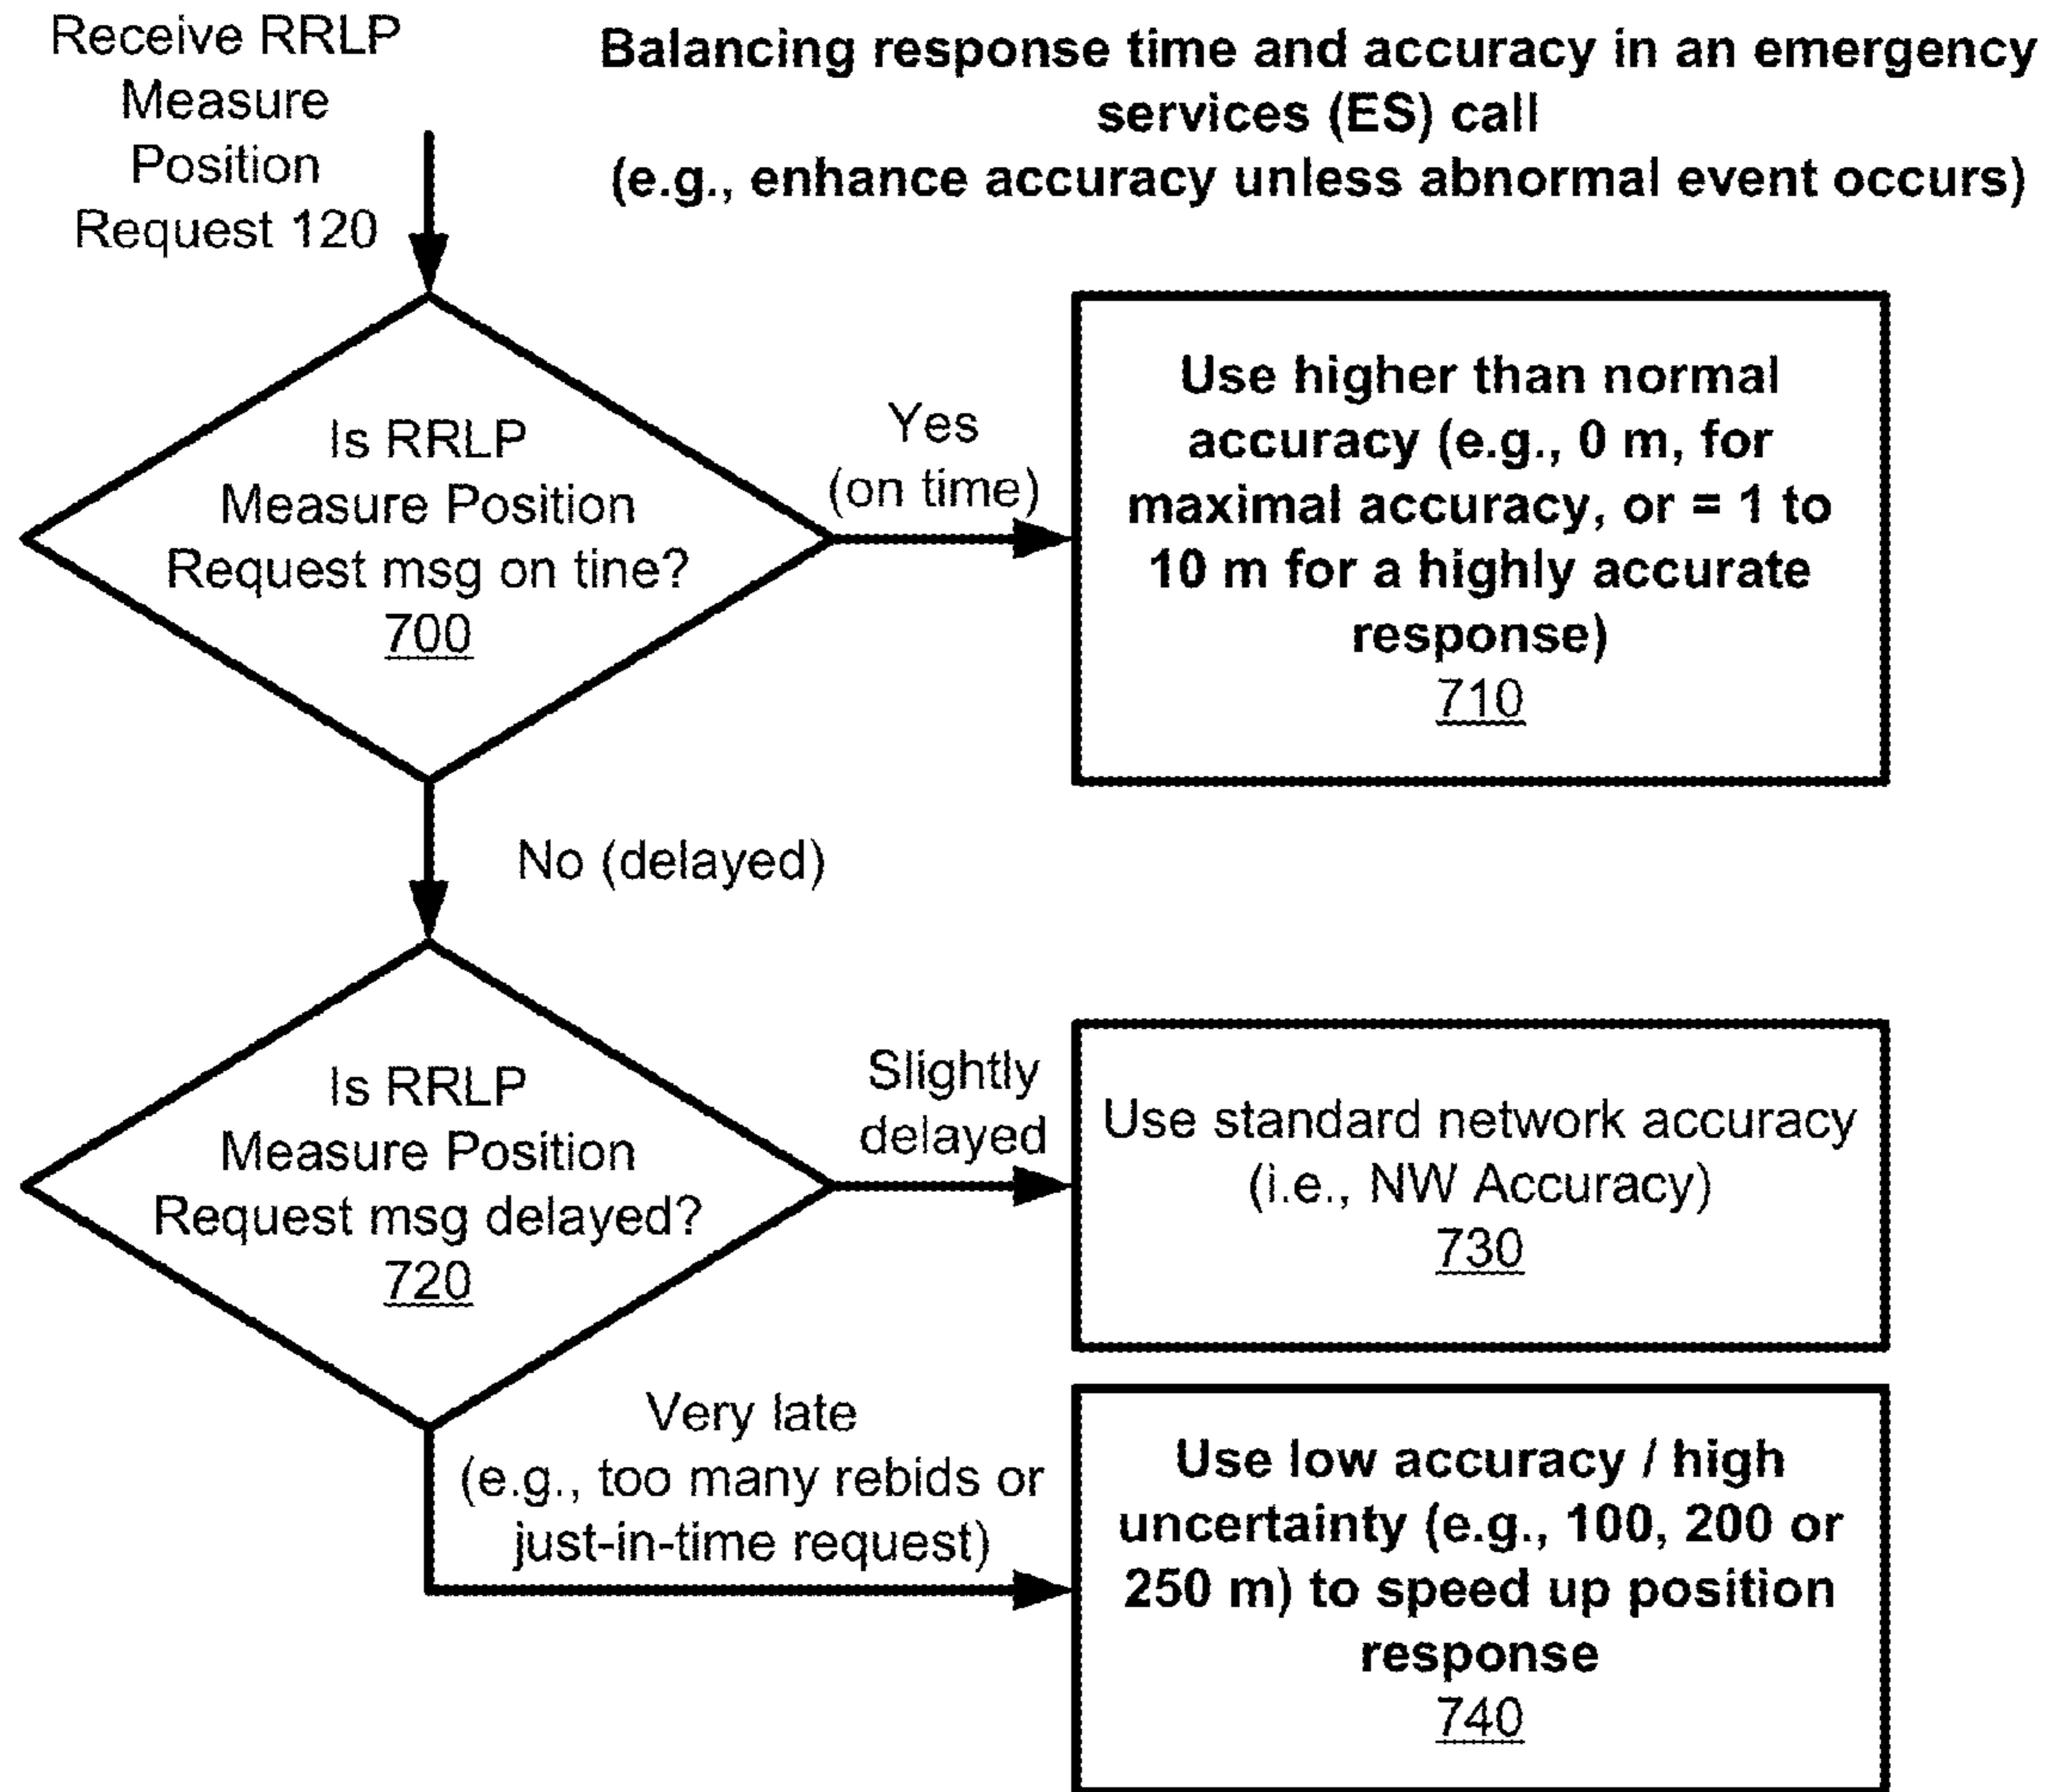 Receive RRLP
Measure
Position
Request 120
Balancing response time and accuracy in an emergency
services (ES) call
(e.g., enhance accuracy unless abnormal event occurs)
Is RRLP
Measure Position
Request msg on tine?
700
Yes
(on time)
Use higher than normal
accuracy (e.g., 0 m, for
maximal accuracy, or = 1 to
10 m for a highly accurate
response)
710
No (delayed)
Is RRLP
Measure Position
Request msg delayed?
720
Slightly
delayed
Use standard network accuracy
(i.e., NW Accuracy)
730
Very late
(e.g., too many rebids or
just-in-time request)
Use low accuracy / high
uncertainty (e.g., 100, 200 or
250 m) to speed up position
response
740